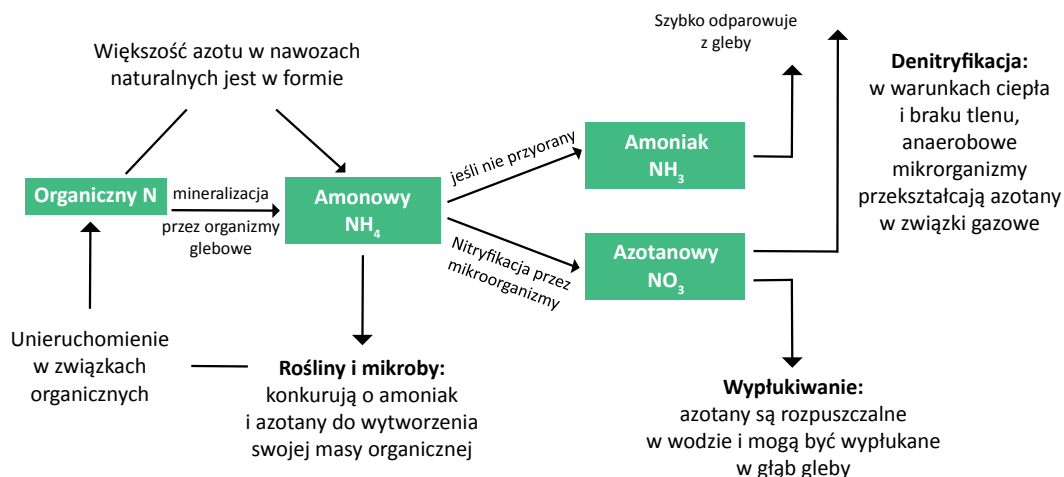 Większość azotu w nawozach
naturalnych jest w formie
Szybko odparowuje
z gleby
Denitryfikacja:
w warunkach ciepła
i braku tlenu,
anaerobowe
mikrorganizmy
przekształcają azotany
w związki gazowe
Organiczny N
mineralizacja
przez organizmy
glebowe
Amonowy
NH₄
jeśli nie przyorany
Amoniak
NH₃
Nitryfikacja przez
mikroorganizmy
Azotanowy
NO₃
Unieruchomienie
w związkach
organicznych
Rośliny i mikroby:
konkurują o amoniak
i azotany do wytworzenia
swojej masy organicznej
Wypłukiwanie:
azotany są rozpuszczalne
w wodzie i mogą być wypłukane
w głąb gleby